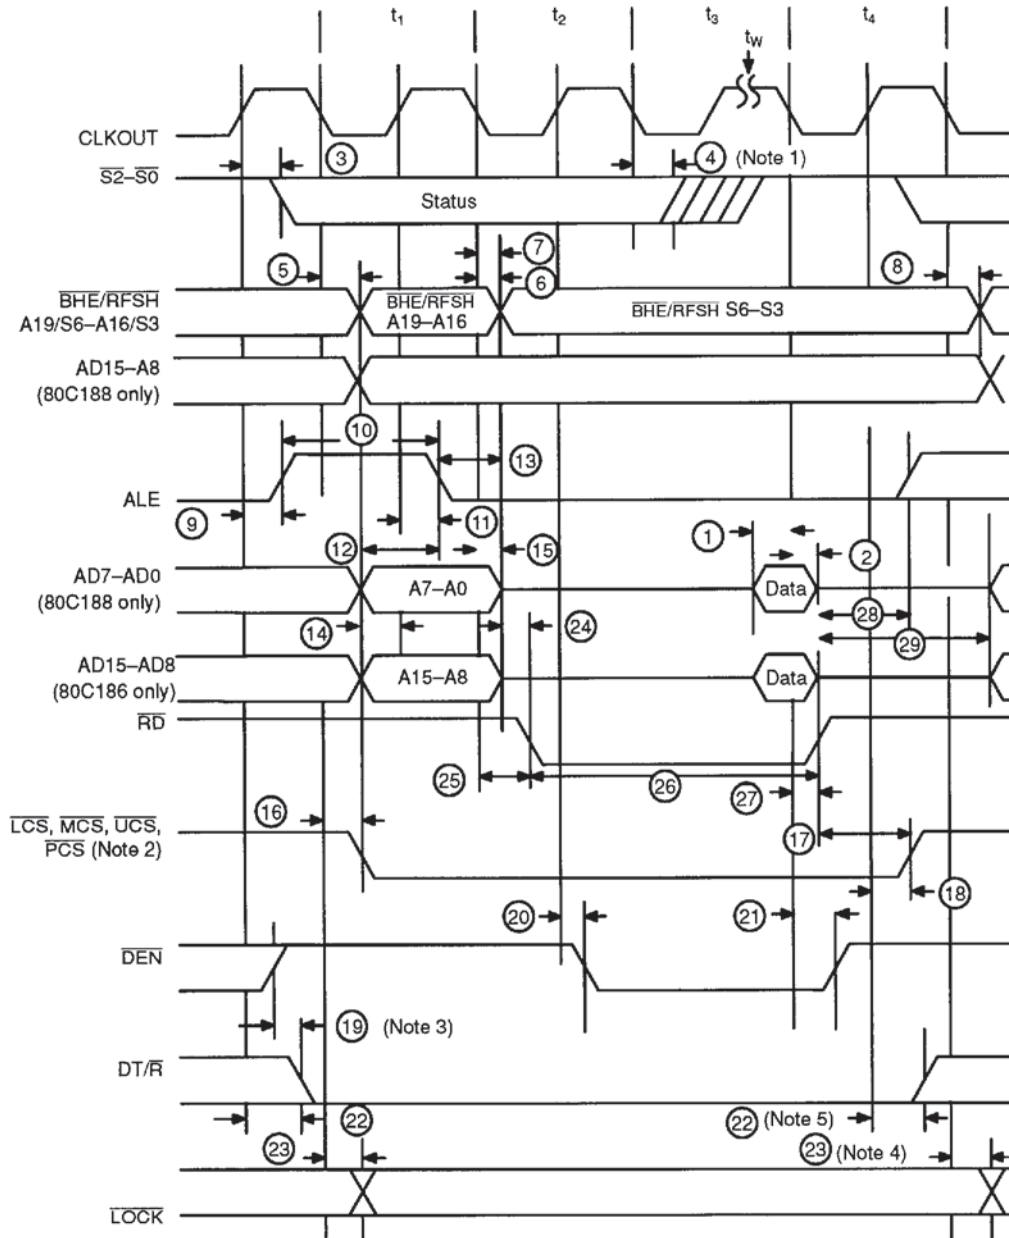 t1 t2 t3 t4
tW
CLKOUT
3 4 (Note 1)
S2–S0
Status
7
5 6 8
BHE/RFSH BHE/RFSH BHE/RFSH S6–S3
A19/S6–A16/S3 A19–A16
AD15–A8
(80C188 only)
10
13
ALE
9 11
1
12 15 2
AD7–AD0 A7–A0 Data
(80C188 only)
28
14 24
29
AD15–AD8 A15–A8 Data
(80C186 only)
RD
25 26
27
16
LCS, MCS, UCS, 17
PCS (Note 2)
18
20 21
DEN
19 (Note 3)
DT/R
22 22 (Note 5)
23 23 (Note 4)
LOCK